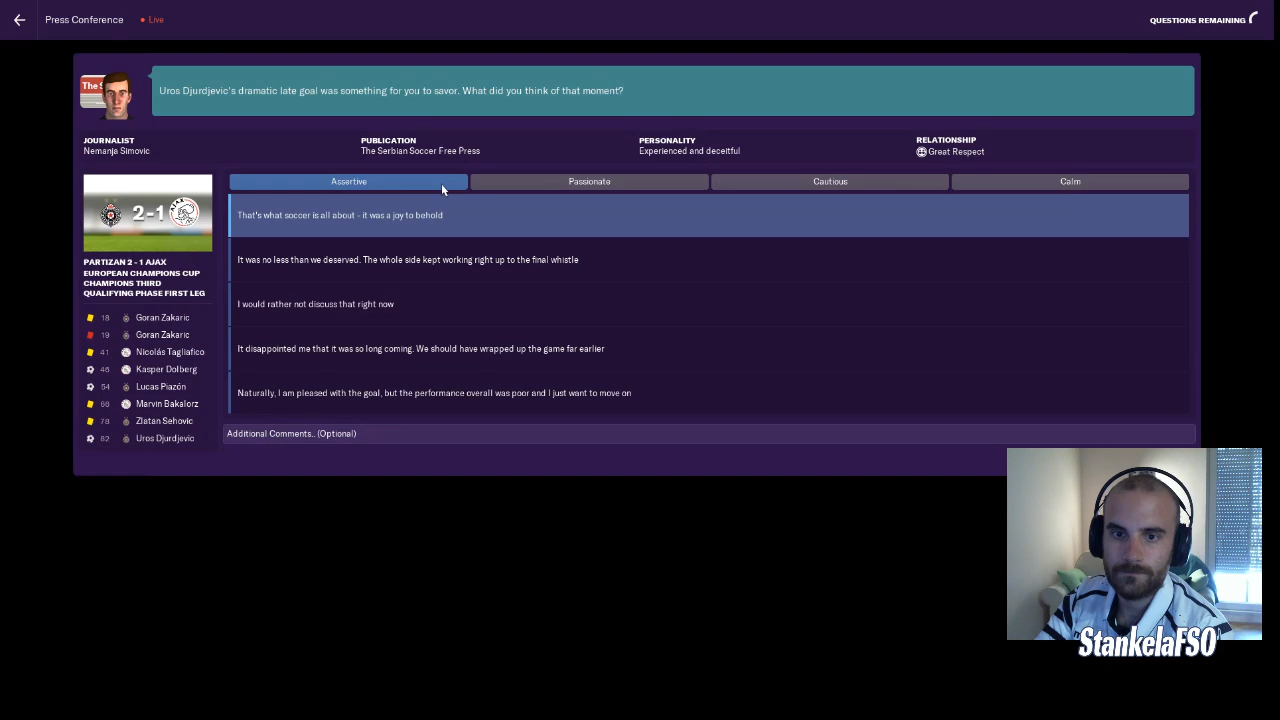 Press Conference
Live
QUESTIONS REMAINING
The S
Uros Djurdjevic's dramatic late goal was something for you to savor. What did you think of that moment?
JOURNALIST
Nemanja Simovic
PUBLICATION
The Serbian Soccer Free Press
PERSONALITY
Experienced and deceitful
RELATIONSHIP
Great Respect
Assertive
Passionate
Cautious
Calm
2-1
PARTIZAN 2 - 1 AJAX
EUROPEAN CHAMPIONS CUP
CHAMPIONS THIRD
QUALIFYING PHASE FIRST LEG
18 Goran Zakaric
19 Goran Zakaric
41 Nicolás Tagliafico
46 Kasper Dolberg
54 Lucas Piazón
66 Marvin Bakalorz
78 Zlatan Sehovic
82 Uros Djurdjevic
That's what soccer is all about - it was a joy to behold
It was no less than we deserved. The whole side kept working right up to the final whistle
I would rather not discuss that right now
It disappointed me that it was so long coming. We should have wrapped up the game far earlier
Naturally, I am pleased with the goal, but the performance overall was poor and I just want to move on
Additional Comments.. (Optional)
StankelaFSO